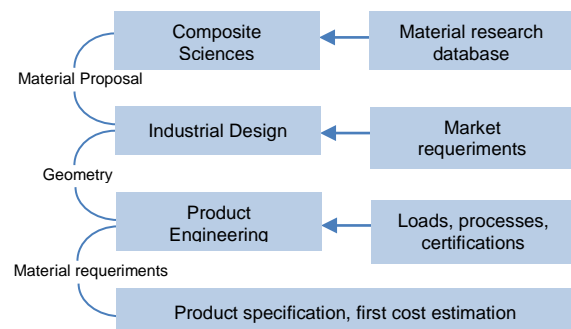 Composite
Sciences
Material research
database
Material Proposal
Industrial Design
Market
requeriments
Geometry
Product
Engineering
Loads, processes,
certifications
Material requeriments
Product specification, first cost estimation